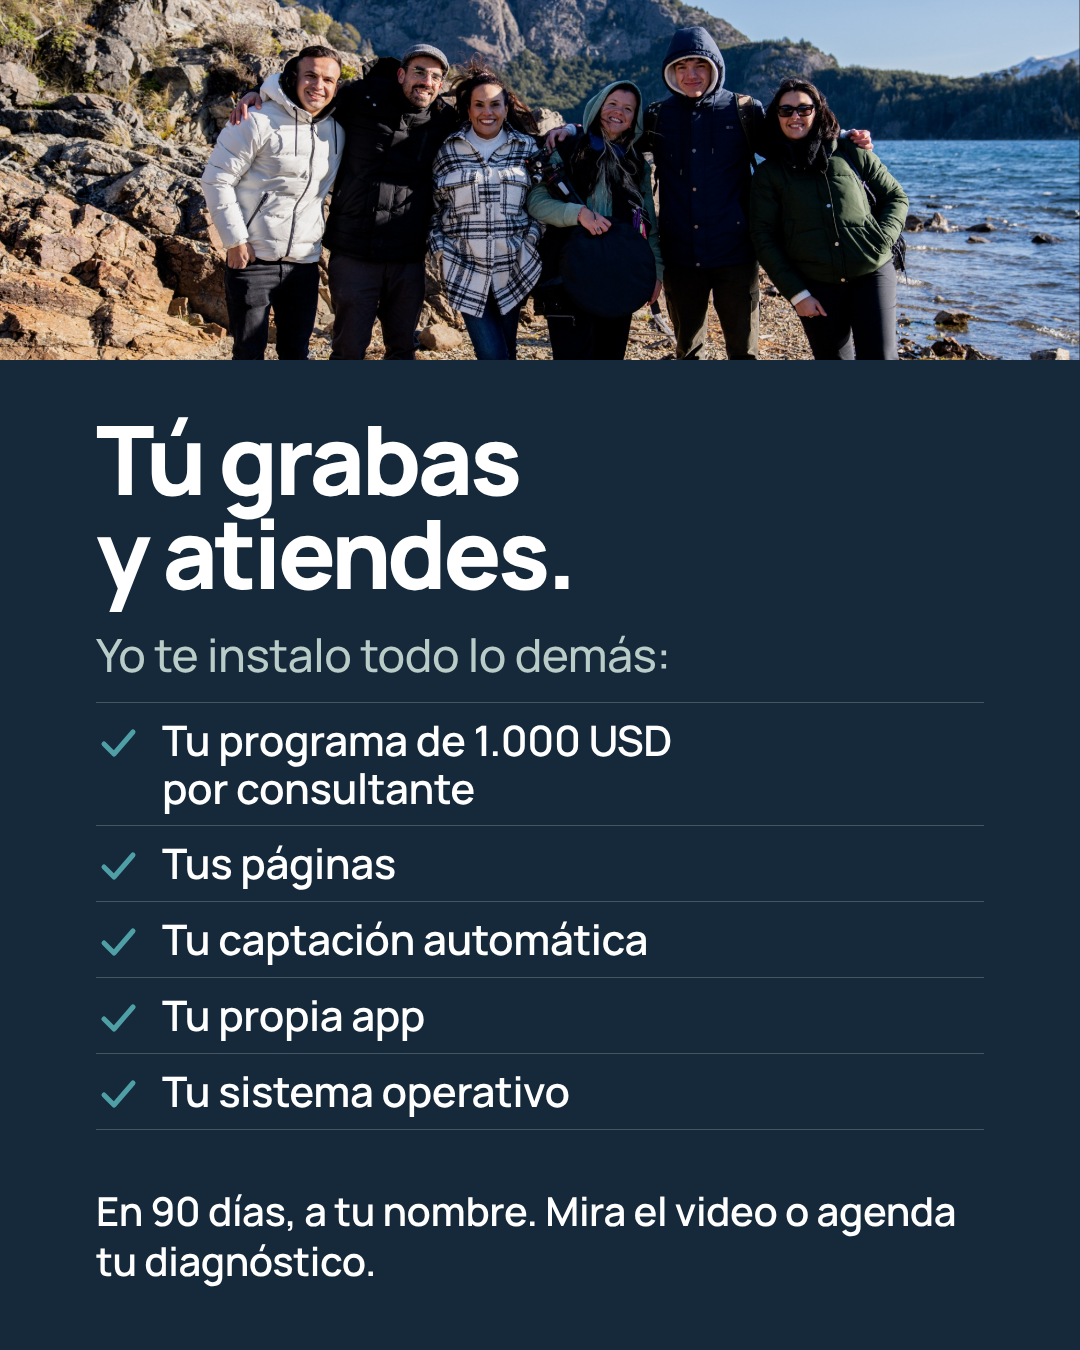 Tú grabas
y atiendes.
Yo te instalo todo lo demás:
Tu programa de 1.000 USD
por consultante
Tus páginas
Tu captación automática
Tu propia app
Tu sistema operativo
En 90 días, a tu nombre. Mira el video o agenda
tu diagnóstico.